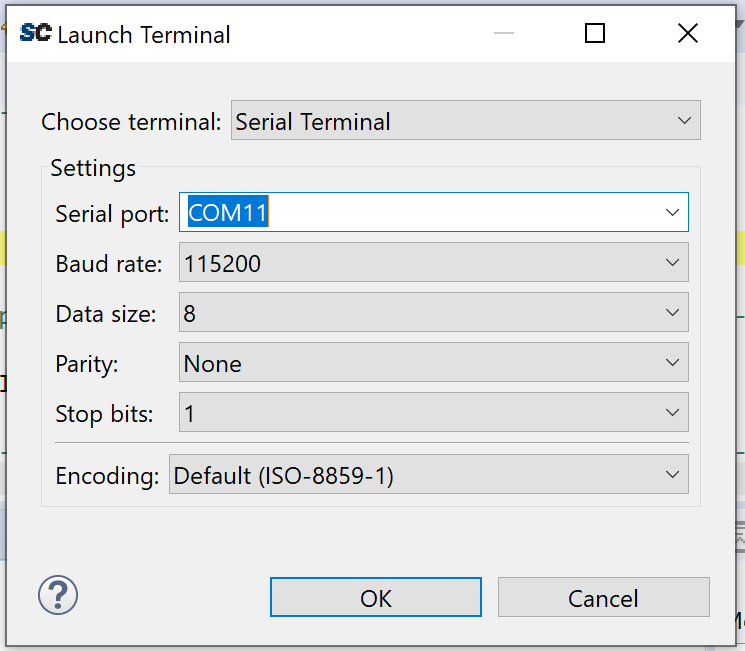 SC Launch Terminal
Choose terminal: Serial Terminal
Settings
Serial port: COM11
Baud rate: 115200
Data size: 8
Parity: None
Stop bits: 1
Encoding: Default (ISO-8859-1)
? OK Cancel